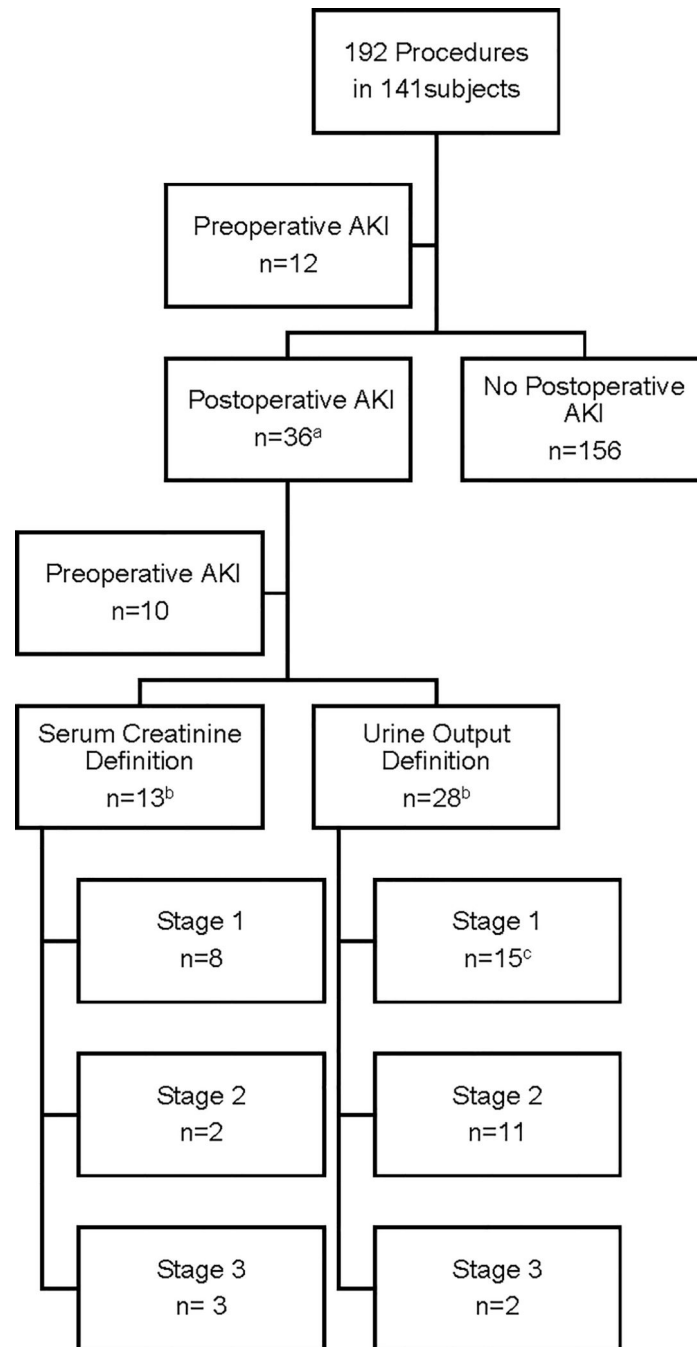 192 Procedures
in 141subjects
Preoperative AKI
n=12
Postoperative AKI
n=36ᵃ
No Postoperative
AKI
n=156
Preoperative AKI
n=10
Serum Creatinine
Definition
n=13ᵇ
Urine Output
Definition
n=28ᵇ
Stage 1
n=8
Stage 1
n=15ᶜ
Stage 2
n=2
Stage 2
n=11
Stage 3
n= 3
Stage 3
n=2